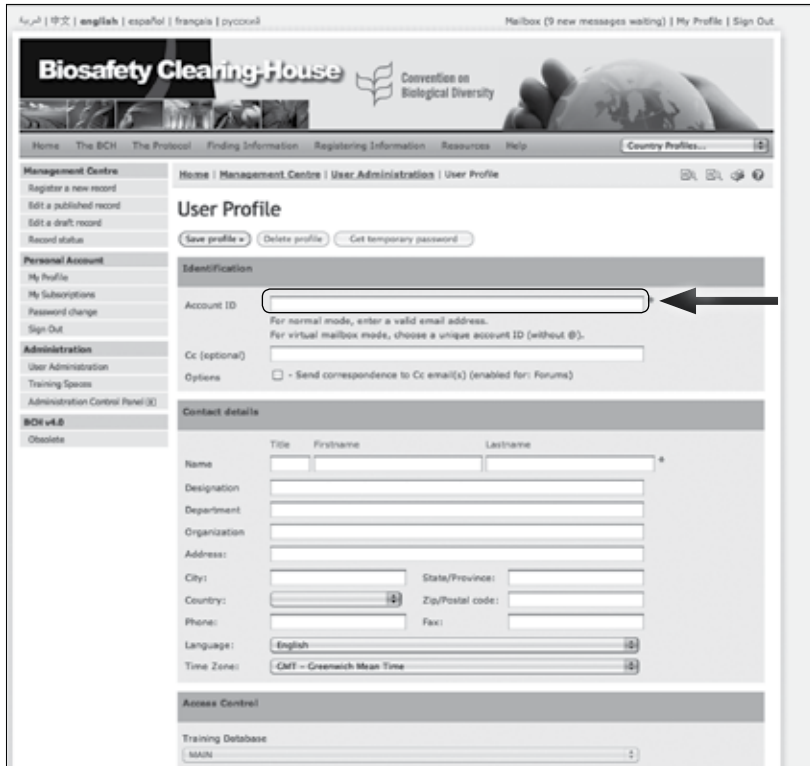 العربية | 中文 | english | español | français | русский
Mailbox (9 new messages waiting) | My Profile | Sign Out
Biosafety Clearing-House
Convention on
Biological Diversity
Home The BCH The Protocol Finding Information Registering Information Resources Help
Country Profiles...
Management Centre
Register a new record
Edit a published record
Edit a draft record
Record status
Personal Account
My Profile
My Subscriptions
Password change
Sign Out
Administration
User Administration
Training Spaces
Administration Control Panel [X]
BCH v4.0
Obsolete
Home | Management Centre | User Administration | User Profile
User Profile
Save profile » Delete profile Get temporary password
Identification
Account ID *
For normal mode, enter a valid email address.
For virtual mailbox mode, choose a unique account ID (without @).
Cc (optional)
Options - Send correspondence to Cc email(s) (enabled for: Forums)
Contact details
Title Firstname Lastname
Name *
Designation
Department
Organization
Address:
City: State/Province:
Country: Zip/Postal code:
Phone: Fax:
Language: English
Time Zone: GMT – Greenwich Mean Time
Access Control
Training Database
MAIN